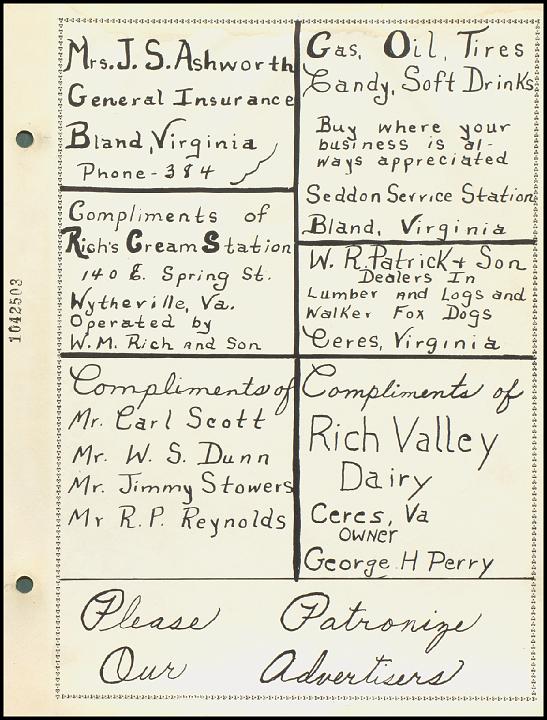 Mrs. J. S. Ashworth
General Insurance
Bland, Virginia
Phone - 384
Gas, Oil, Tires
Candy, Soft Drinks
Buy where your
business is al-
ways appreciated
Seddon Service Station
Bland, Virginia
Compliments of
Rich's Cream Station
140 E. Spring St.
Wytheville, Va.
Operated by
W. M. Rich and Son
W. R. Patrick + Son
Dealers In
Lumber and Logs and
Walker Fox Dogs
Ceres, Virginia
Compliments of
Mr. Carl Scott
Mr. W. S. Dunn
Mr. Jimmy Stowers
Mr R. P. Reynolds
Compliments of
Rich Valley
Dairy
Ceres, Va
Owner
George H Perry
Please Patronize
Our Advertisers
1042503